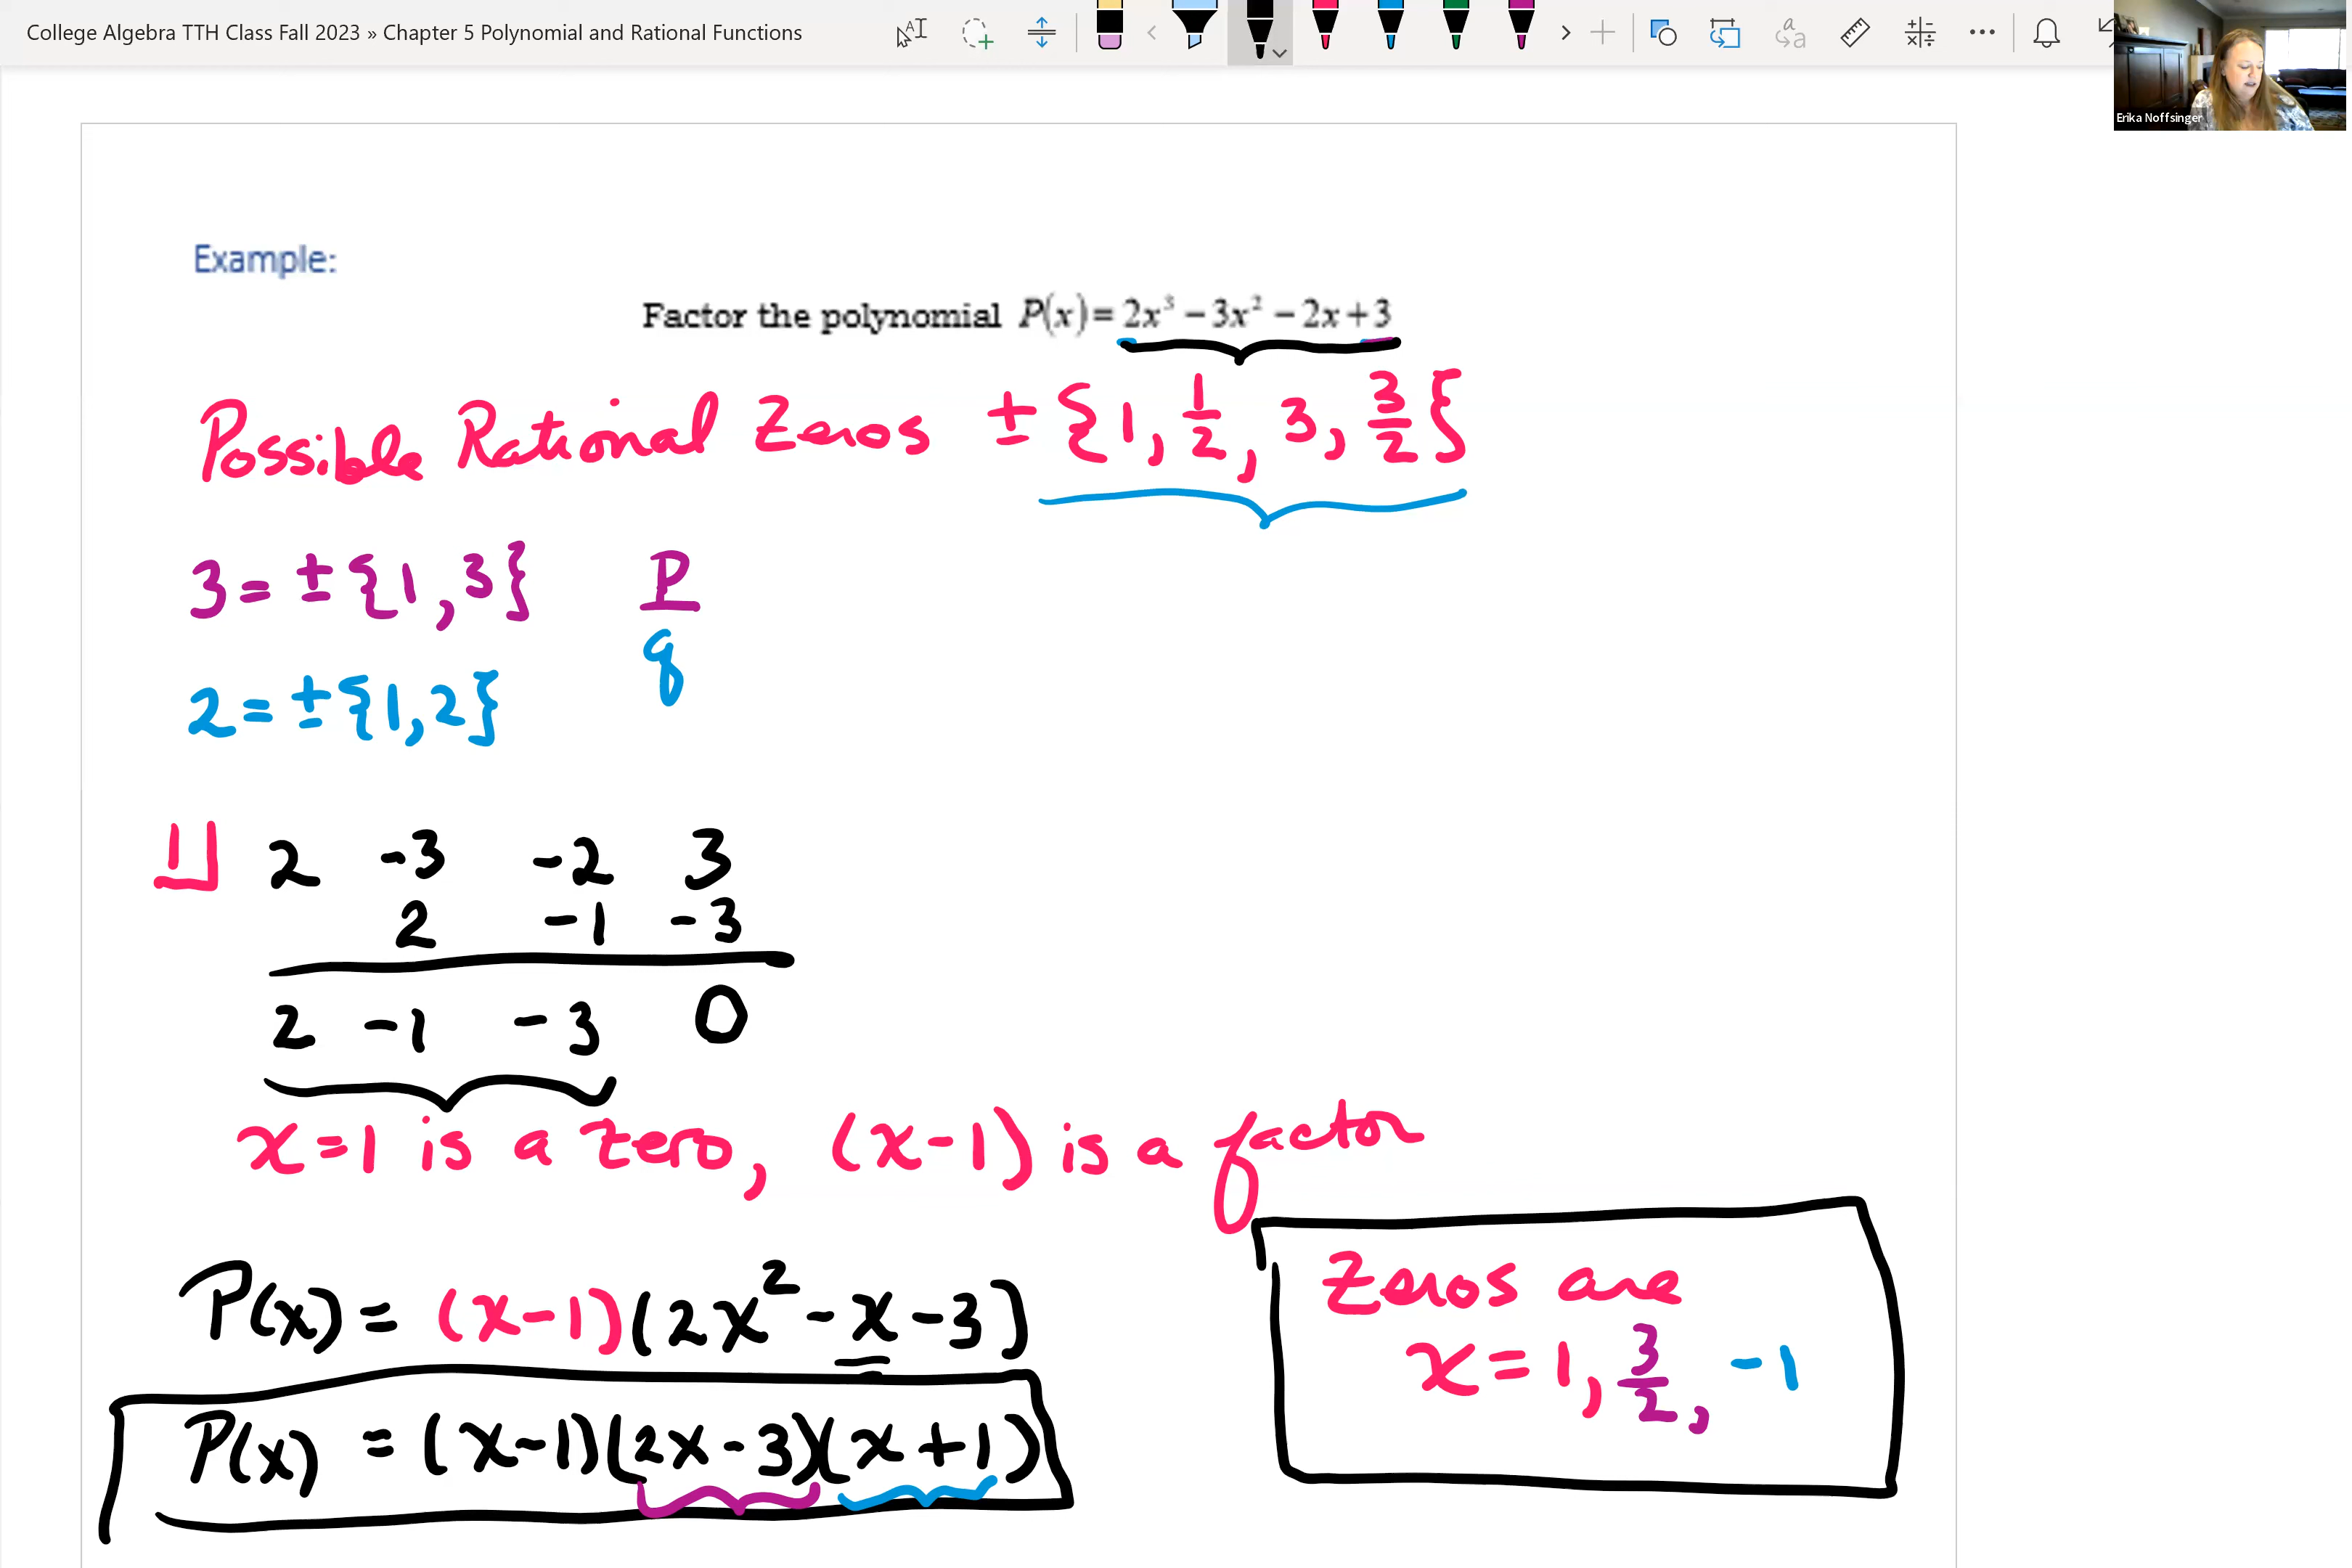 College Algebra TTH Class Fall 2023 » Chapter 5 Polynomial and Rational Functions
Erika Noffsinger
Example:
Factor the polynomial P(x)= 2x³ − 3x² − 2x + 3
Possible Rational Zeros ± {1, 1/2, 3, 3/2}
3 = ± {1, 3} P/q
2 = ± {1, 2}
1 2 -3 -2 3
2 -1 -3
2 -1 -3 0
x=1 is a zero, (x-1) is a factor
P(x) = (x-1)(2x² - x - 3)
P(x) = (x-1)(2x-3)(x+1)
Zeros are
x = 1, 3/2, -1